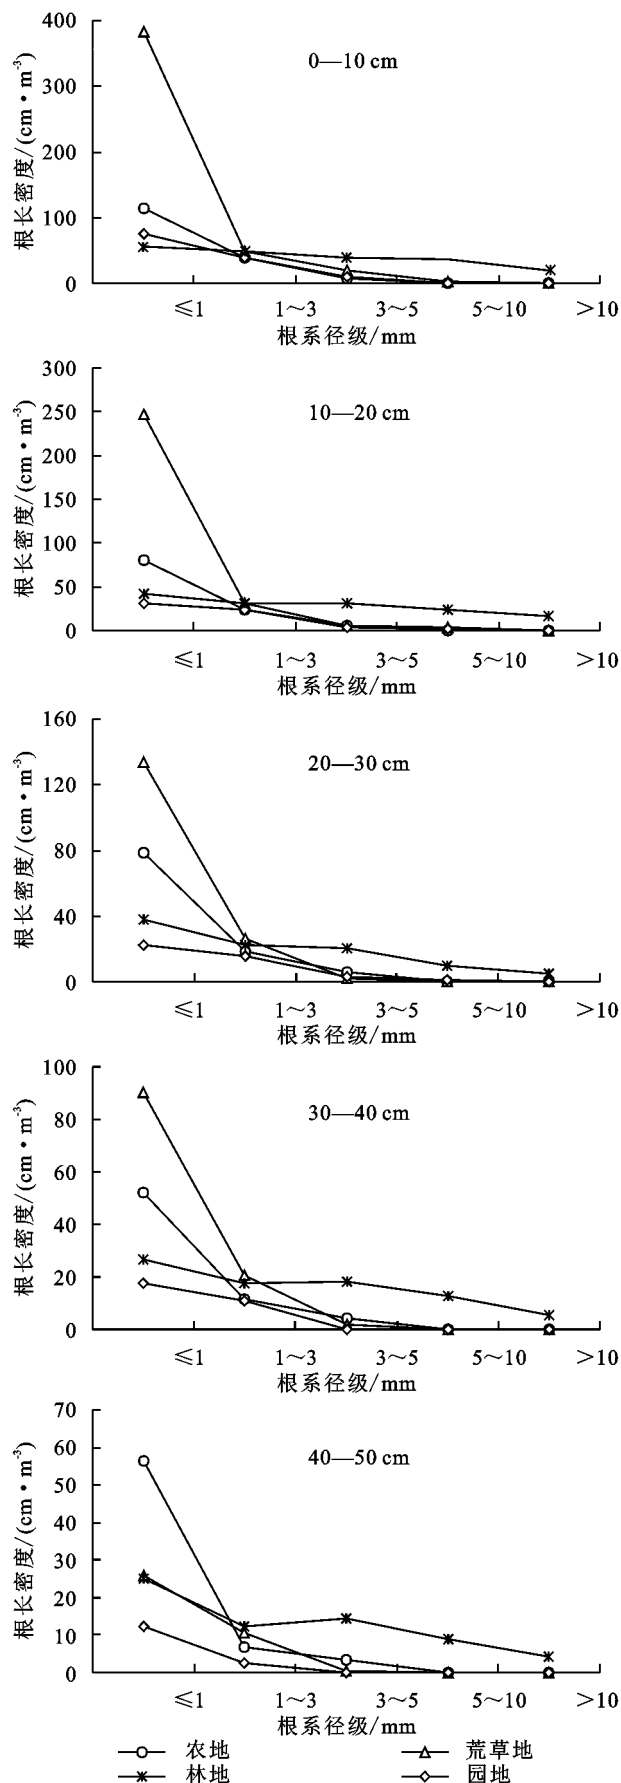 400
300
200
100
0
根长密度/(cm·m⁻³)
0—10 cm
≤1 1～3 3～5 5～10 >10
根系径级/mm
300
250
200
150
100
50
0
根长密度/(cm·m⁻³)
10—20 cm
≤1 1～3 3～5 5～10 >10
根系径级/mm
160
120
80
40
0
根长密度/(cm·m⁻³)
20—30 cm
≤1 1～3 3～5 5～10 >10
根系径级/mm
100
80
60
40
20
0
根长密度/(cm·m⁻³)
30—40 cm
≤1 1～3 3～5 5～10 >10
根系径级/mm
70
60
50
40
30
20
10
0
根长密度/(cm·m⁻³)
40—50 cm
≤1 1～3 3～5 5～10 >10
根系径级/mm
农地 荒草地
林地 园地